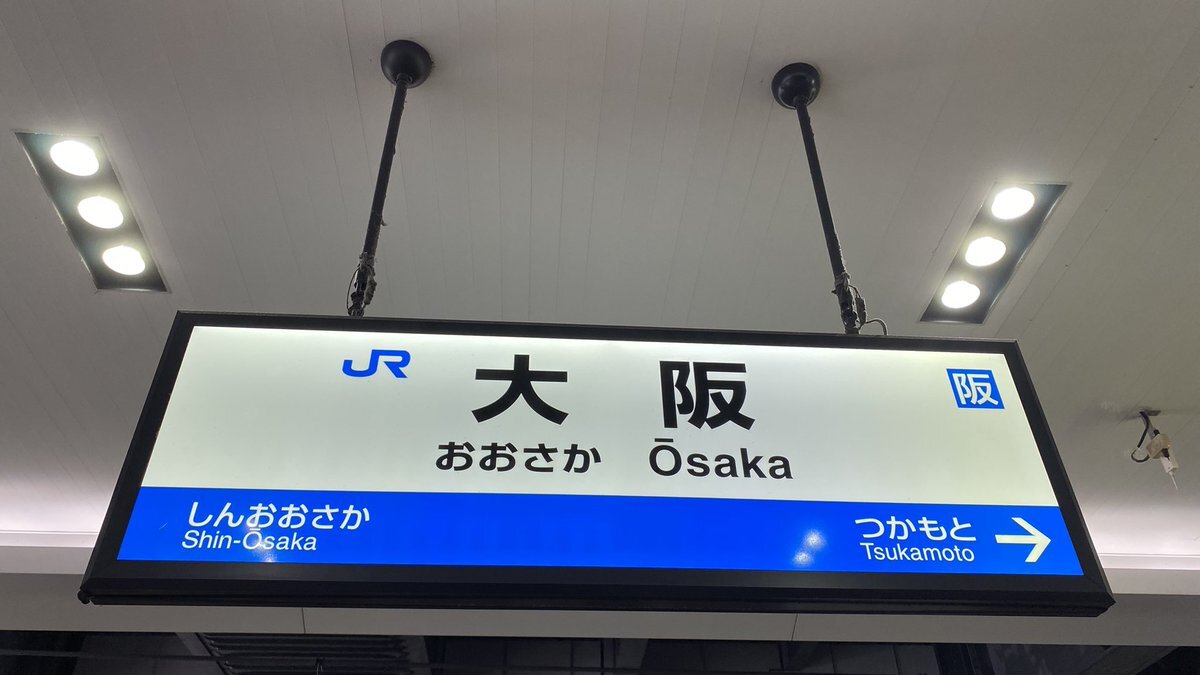 JR 大阪 阪
おおさか Ōsaka
しんおおさか つかもと →
Shin-Ōsaka Tsukamoto